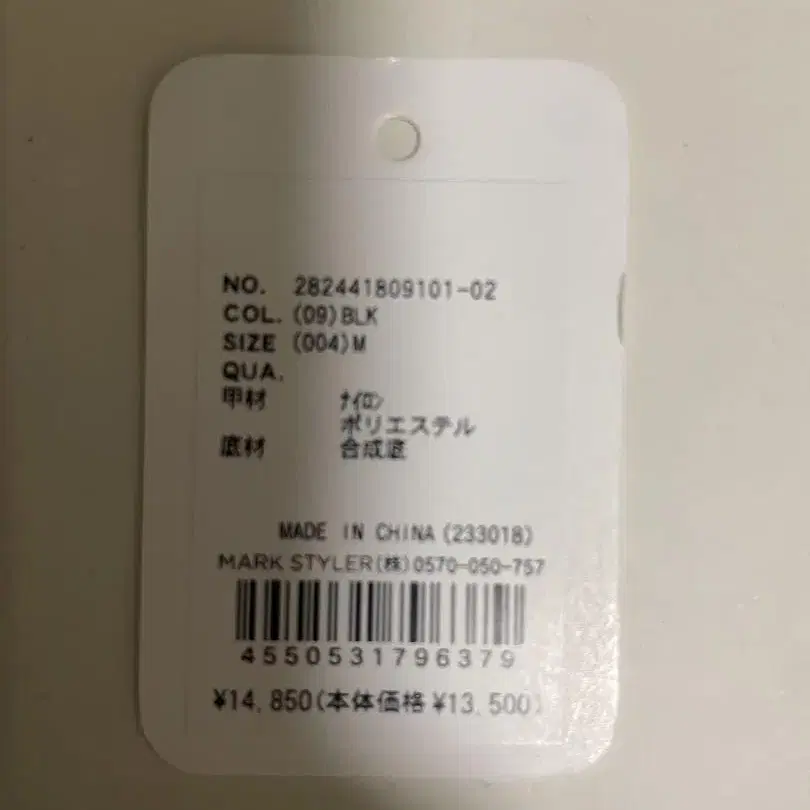 NO. 282441809101-02
COL. (09)BLK
SIZE (004)M
QUA.
甲材 ナイロン
ポリエステル
底材 合成底
MADE IN CHINA (233018)
MARK STYLER(株)0570-050-757
4550531796379
¥14,850(本体価格 ¥13,500)